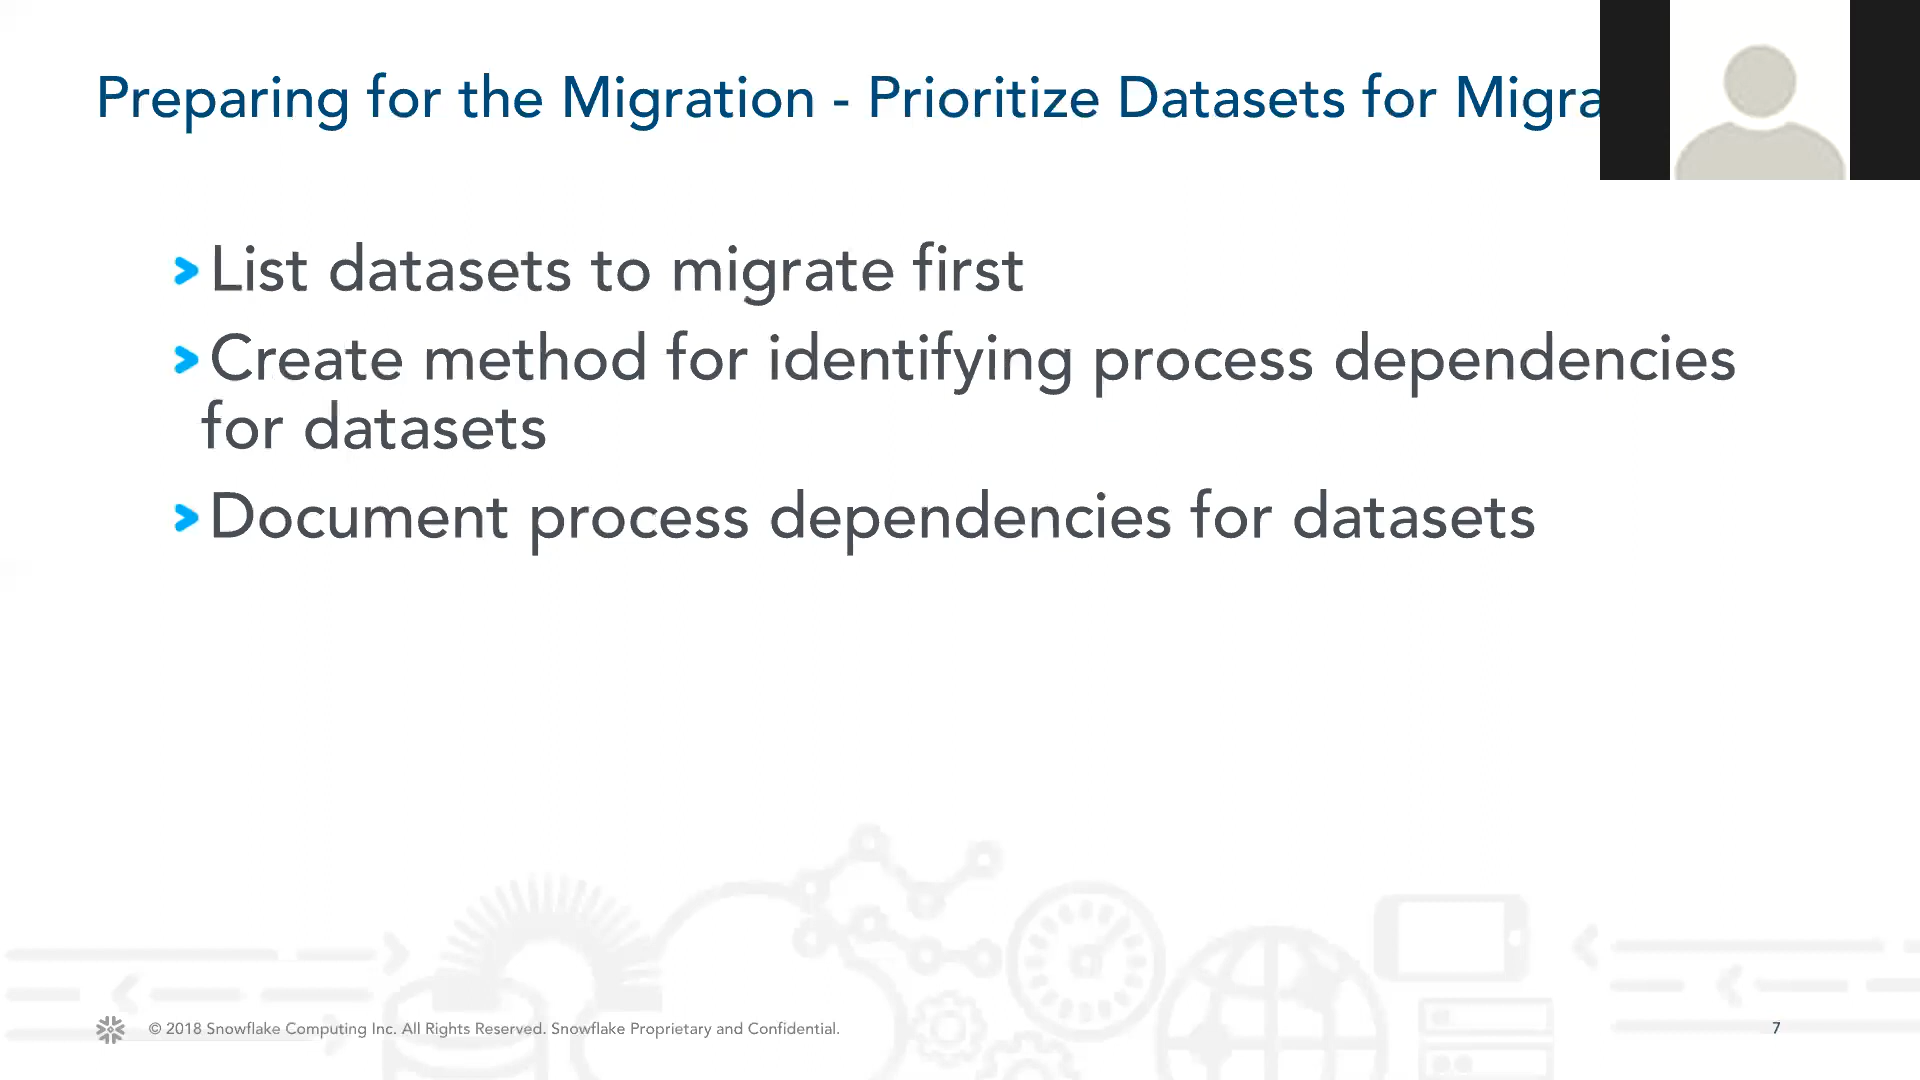 Preparing for the Migration - Prioritize Datasets for
List datasets to migrate first
Create method for identifying process dependencies
for datasets
Document process dependencies for datasets
© 2018 Snowflake Computing Inc. All Rights Reserved. Snowflake Proprietary and Confidential.
7